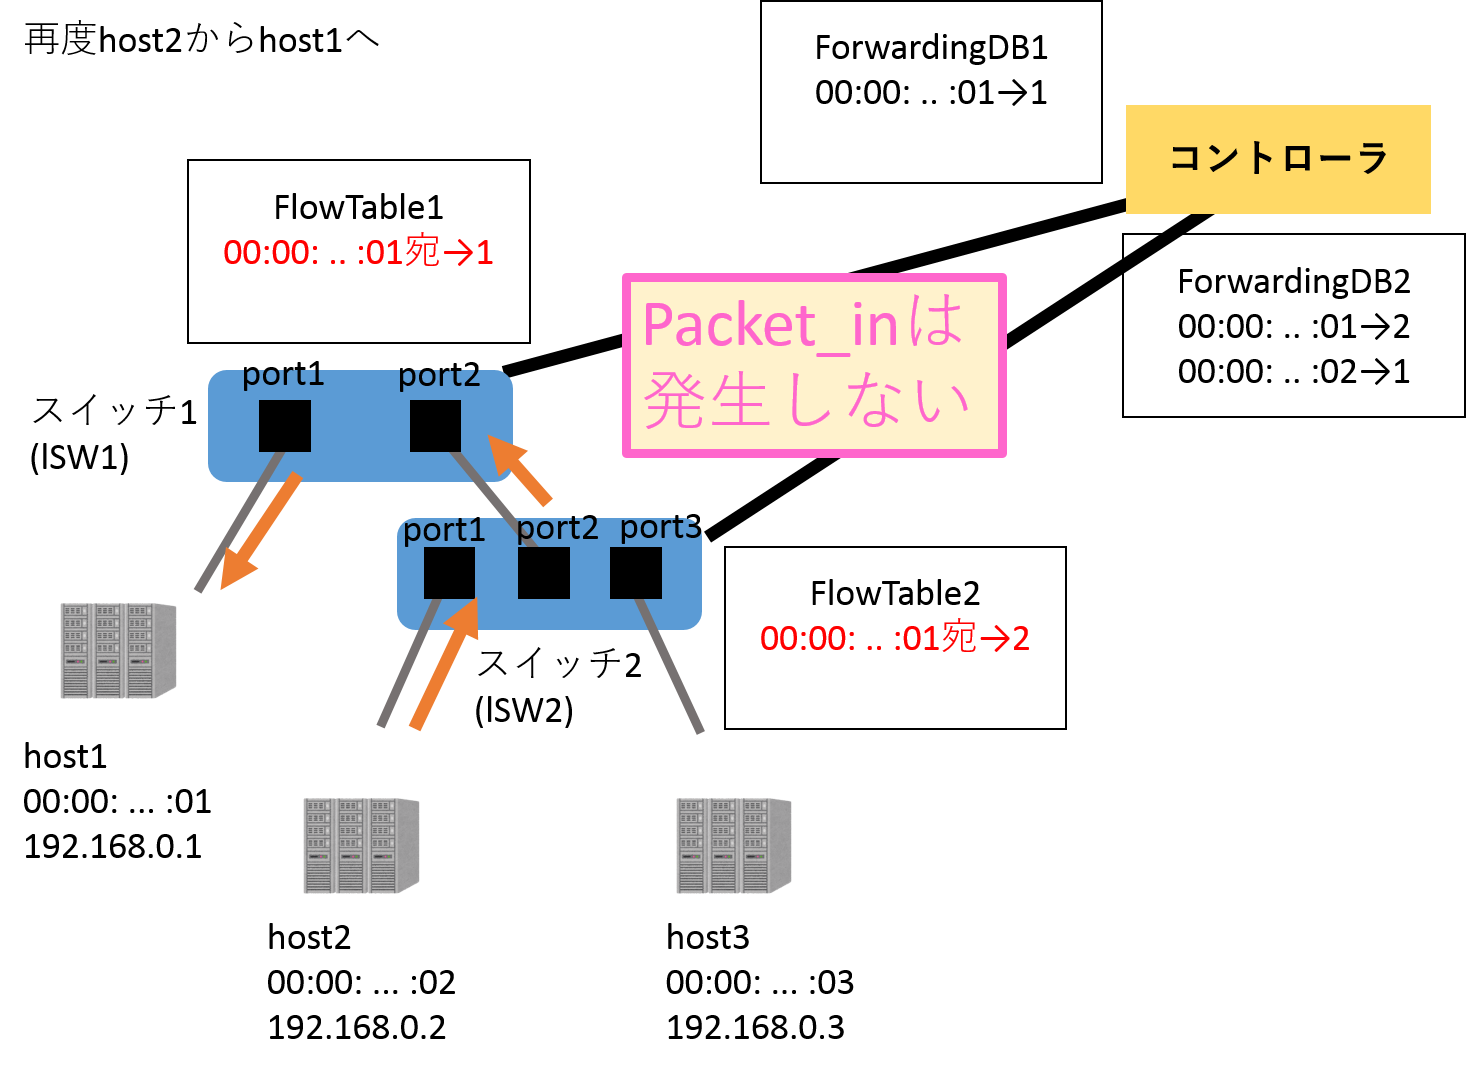 再度host2からhost1へ
ForwardingDB1
00:00: .. :01→1
コントローラ
FlowTable1
00:00: .. :01宛→1
ForwardingDB2
00:00: .. :01→2
00:00: .. :02→1
Packet_inは
発生しない
port1
port2
スイッチ1
(lSW1)
port1
port2
port3
FlowTable2
00:00: .. :01宛→2
スイッチ2
(lSW2)
host1
00:00: ... :01
192.168.0.1
host2
00:00: ... :02
192.168.0.2
host3
00:00: ... :03
192.168.0.3